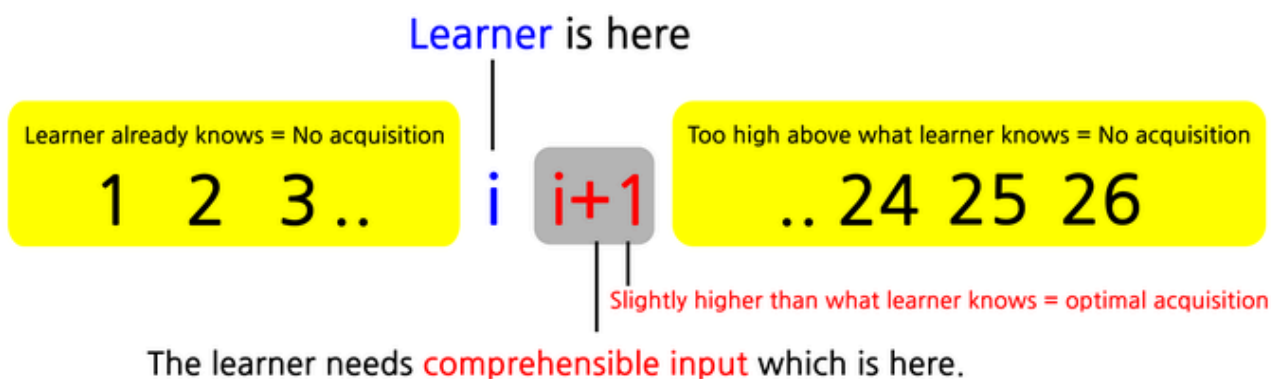 Learner is here
Learner already knows = No acquisition
1 2 3 ..
i
i+1
Too high above what learner knows = No acquisition
.. 24 25 26
Slightly higher than what learner knows = optimal acquisition
The learner needs comprehensible input which is here.